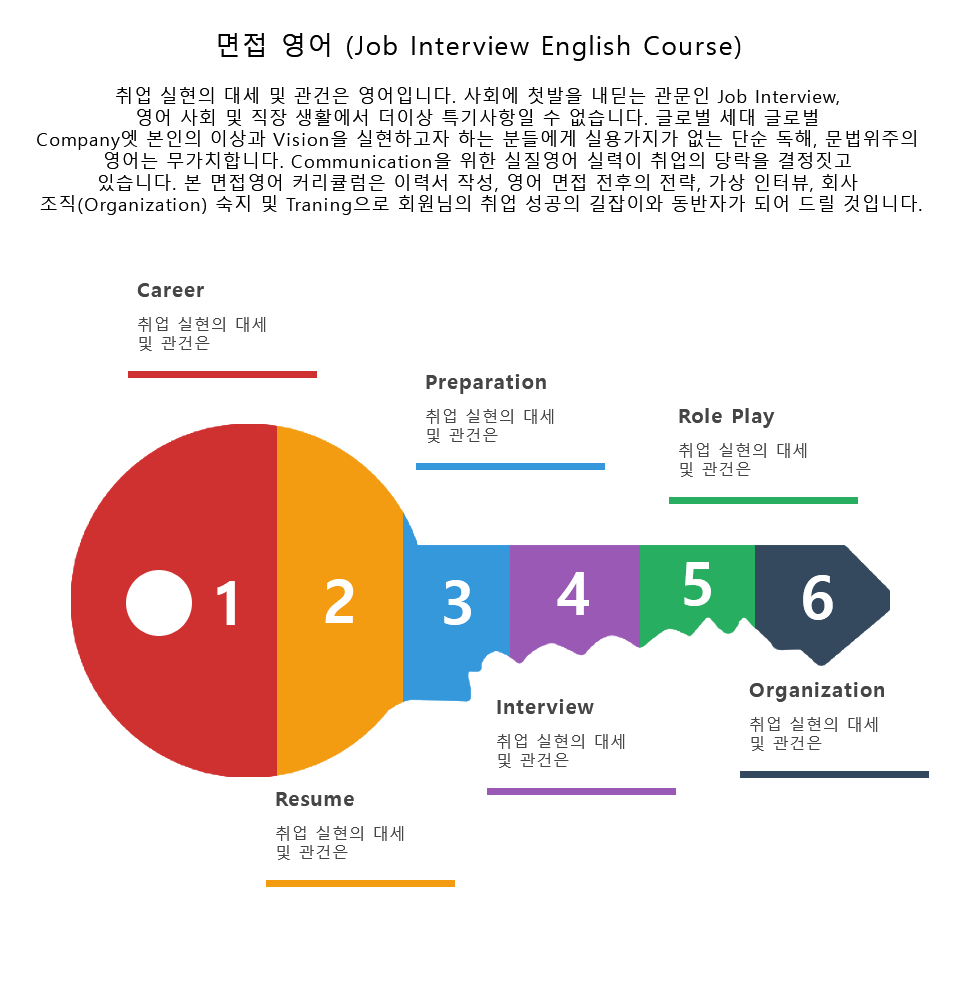 면접 영어 (Job Interview English Course)
취업 실현의 대세 및 관건은 영어입니다. 사회에 첫발을 내딛는 관문인 Job Interview,
영어 사회 및 직장 생활에서 더이상 특기사항일 수 없습니다. 글로벌 세대 글로벌
Company엣 본인의 이상과 Vision을 실현하고자 하는 분들에게 실용가지가 없는 단순 독해, 문법위주의
영어는 무가치합니다. Communication을 위한 실질영어 실력이 취업의 당락을 결정짓고
있습니다. 본 면접영어 커리큘럼은 이력서 작성, 영어 면접 전후의 전략, 가상 인터뷰, 회사
조직(Organization) 숙지 및 Traning으로 회원님의 취업 성공의 길잡이와 동반자가 되어 드릴 것입니다.
Career
취업 실현의 대세
및 관건은
Preparation
취업 실현의 대세
및 관건은
Role Play
취업 실현의 대세
및 관건은
1
2
3
4
5
6
Interview
취업 실현의 대세
및 관건은
Organization
취업 실현의 대세
및 관건은
Resume
취업 실현의 대세
및 관건은